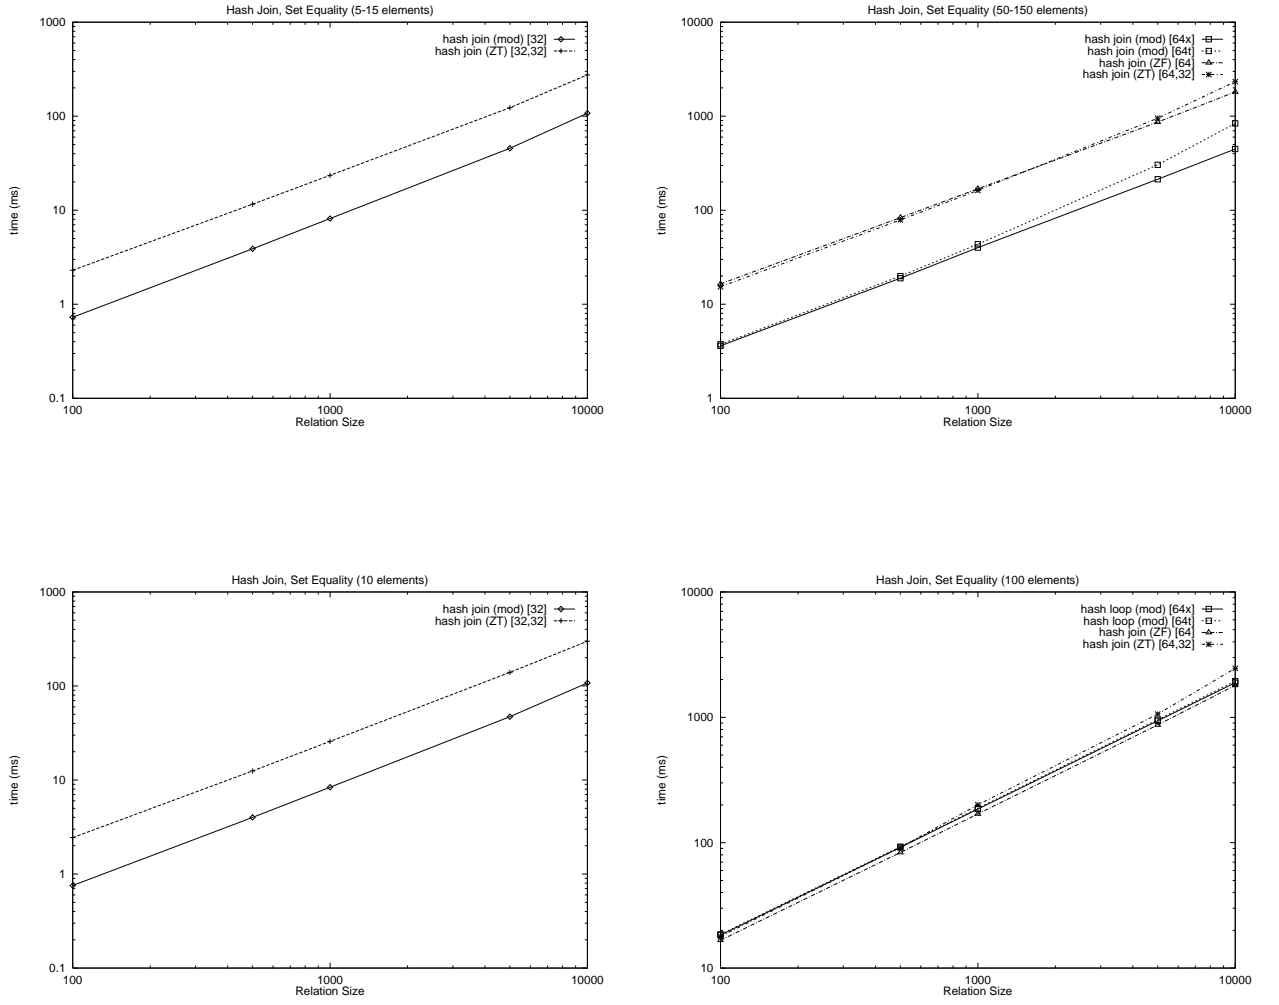 Hash Join, Set Equality (5-15 elements)
1000
100
10
1
0.1
time (ms)
hash join (mod) [32]
hash join (ZT) [32,32]
100
1000
10000
Relation Size
Hash Join, Set Equality (50-150 elements)
10000
1000
100
10
1
time (ms)
hash join (mod) [64x]
hash join (mod) [64t]
hash join (ZF) [64]
hash join (ZT) [64,32]
100
1000
10000
Relation Size
Hash Join, Set Equality (10 elements)
1000
100
10
1
0.1
time (ms)
hash join (mod) [32]
hash join (ZT) [32,32]
100
1000
10000
Relation Size
Hash Join, Set Equality (100 elements)
10000
1000
100
10
time (ms)
hash loop (mod) [64x]
hash loop (mod) [64t]
hash join (ZF) [64]
hash join (ZT) [64,32]
100
1000
10000
Relation Size